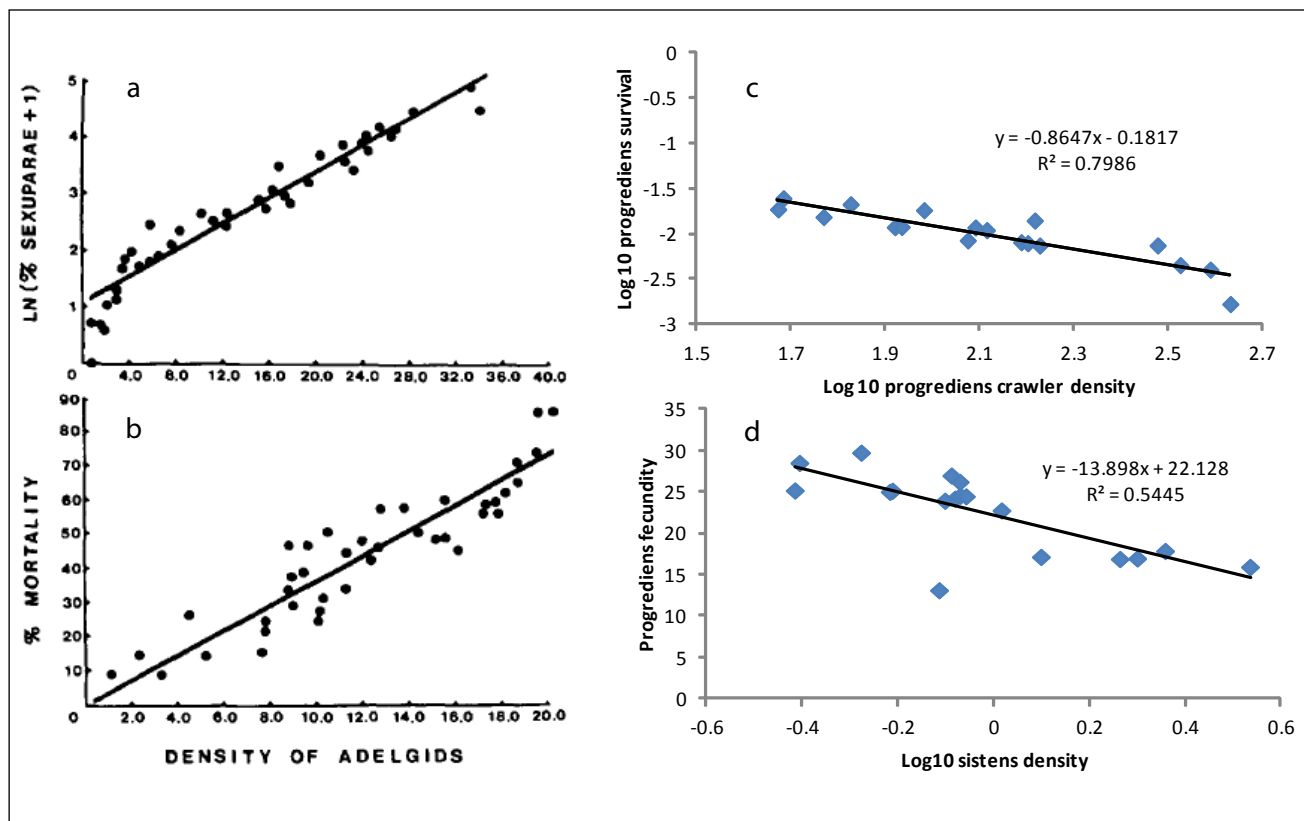 a
LN (% SEXUPARAE + 1)
5
4
3
2
1
0 4.0 8.0 12.0 16.0 20.0 24.0 28.0 32.0 36.0 40.0
b
% MORTALITY
90
80
70
60
50
40
30
20
10
0 2.0 4.0 6.0 8.0 10.0 12.0 14.0 16.0 18.0 20.0
DENSITY OF ADELGIDS
c
Log 10 progrediens survival
0
-0.5
-1
-1.5
-2
-2.5
-3
y = -0.8647x - 0.1817
R² = 0.7986
1.5 1.7 1.9 2.1 2.3 2.5 2.7
Log 10 progrediens crawler density
d
Progrediens fecundity
35
30
25
20
15
10
5
0
y = -13.898x + 22.128
R² = 0.5445
-0.6 -0.4 -0.2 0 0.2 0.4 0.6
Log10 sistens density